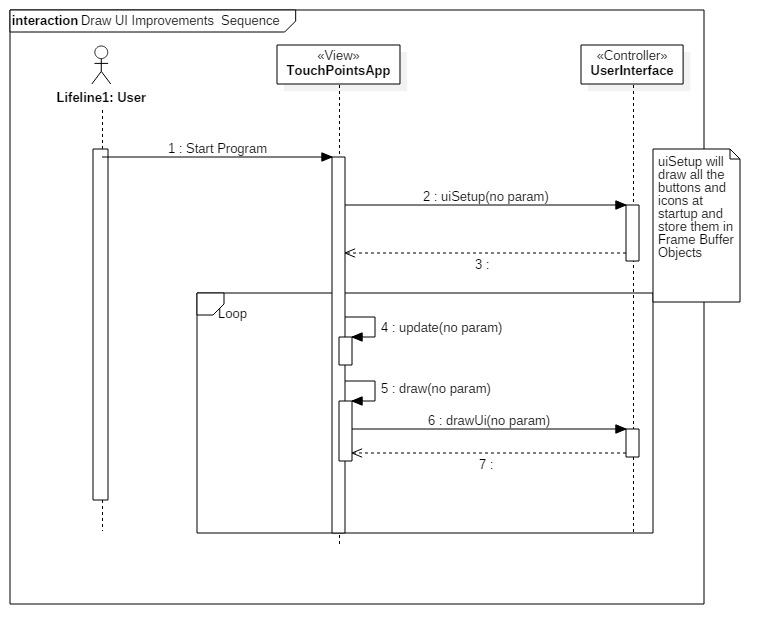 interaction Draw UI Improvements Sequence
«View»
TouchPointsApp
«Controller»
UserInterface
Lifeline1: User
1 : Start Program
uiSetup will
draw all the
buttons and
icons at
startup and
store them in
Frame Buffer
Objects
2 : uiSetup(no param)
3 :
Loop
4 : update(no param)
5 : draw(no param)
6 : drawUi(no param)
7 :